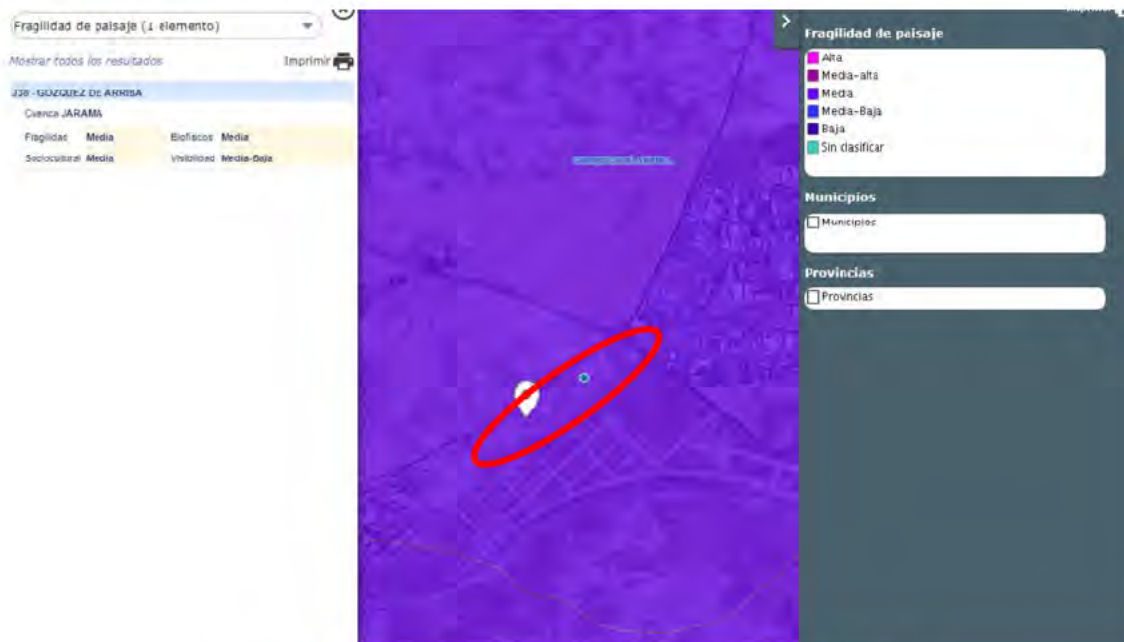 Fragilidad de paisaje (1 elemento)
Mostrar todos los resultados
Imprimir
J38 - GOZQUEZ DE ARRIBA
Cuenca JARAMA
Fragilidad Media Biofísicos Media
Sociocultural Media Visibilidad Media-Baja
Fragilidad de paisaje
Alta
Media-alta
Media
Media-Baja
Baja
Sin clasificar
Municipios
Municipios
Provincias
Provincias